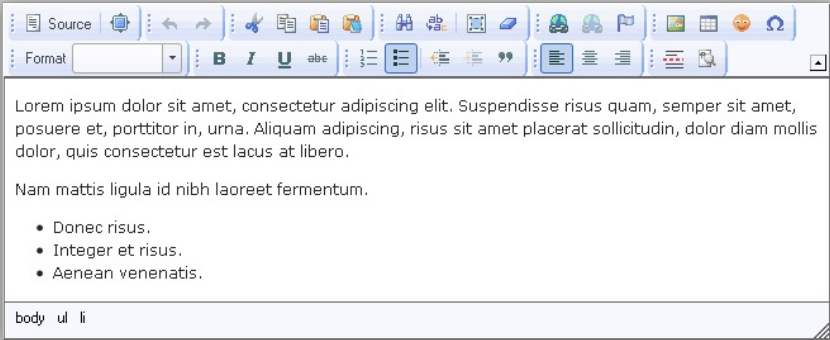 Source
Format B I U abc
Lorem ipsum dolor sit amet, consectetur adipiscing elit. Suspendisse risus quam, semper sit amet,
posuere et, porttitor in, urna. Aliquam adipiscing, risus sit amet placerat sollicitudin, dolor diam mollis
dolor, quis consectetur est lacus at libero.
Nam mattis ligula id nibh laoreet fermentum.
• Donec risus.
• Integer et risus.
• Aenean venenatis.
body ul li